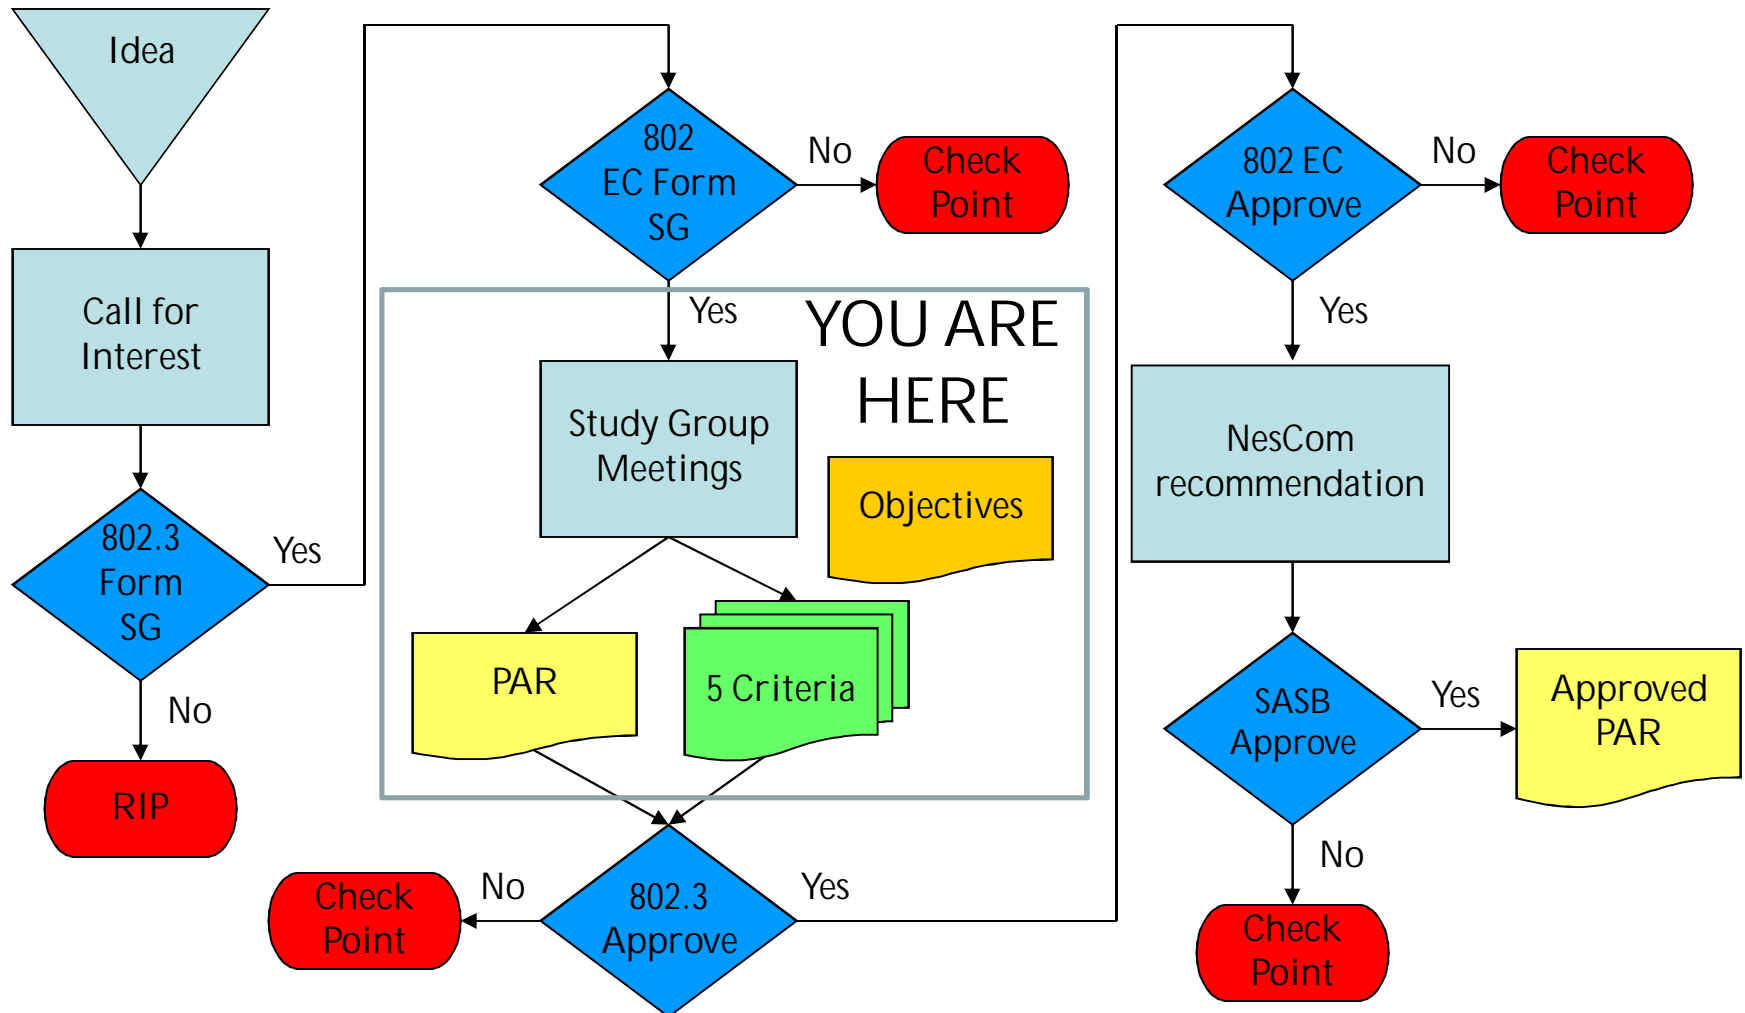 Idea
Call for
Interest
802.3
Form
SG
Yes
No
RIP
802
EC Form
SG
No
Check
Point
Yes
YOU ARE
HERE
Study Group
Meetings
Objectives
PAR
5 Criteria
802.3
Approve
No
Check
Point
Yes
802 EC
Approve
No
Check
Point
Yes
NesCom
recommendation
SASB
Approve
Yes
Approved
PAR
No
Check
Point